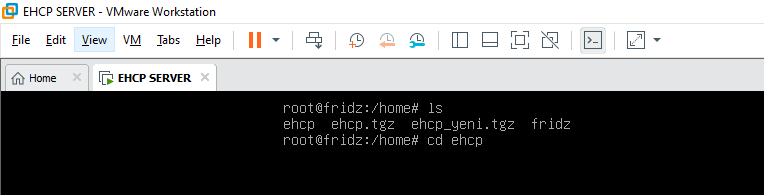 EHCP SERVER - VMware Workstation
File Edit View VM Tabs Help
Home EHCP SERVER
root@fridz:/home# ls
ehcp ehcp.tgz ehcp_yeni.tgz fridz
root@fridz:/home# cd ehcp